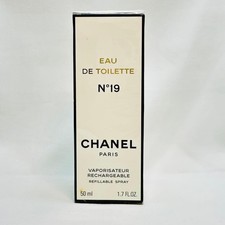 EAU
DE TOILETTE
N°19
CHANEL
PARIS
VAPORISATEUR
RECHARGEABLE
REFILLABLE SPRAY
50 ml 1.7 FL.OZ.